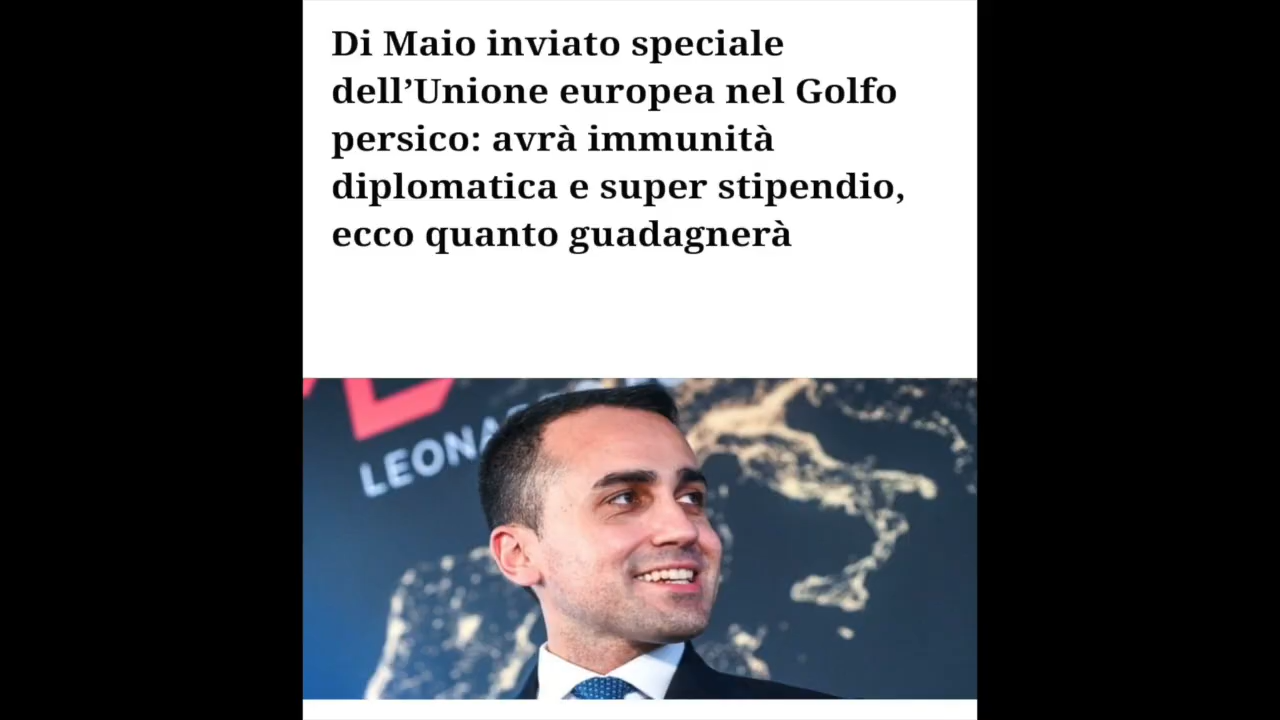 Di Maio inviato speciale
dell’Unione europea nel Golfo
persico: avrà immunità
diplomatica e super stipendio,
ecco quanto guadagnerà